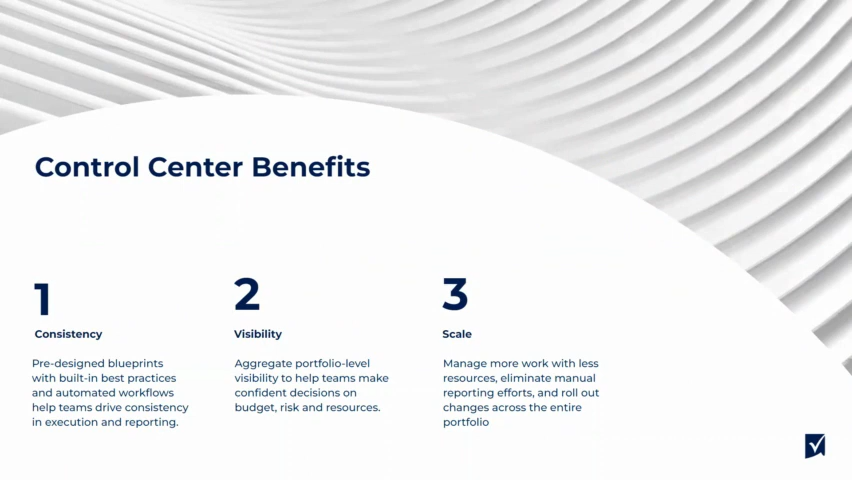 Control Center Benefits
1
Consistency
Pre-designed blueprints
with built-in best practices
and automated workflows
help teams drive consistency
in execution and reporting.
2
Visibility
Aggregate portfolio-level
visibility to help teams make
confident decisions on
budget, risk and resources.
3
Scale
Manage more work with less
resources, eliminate manual
reporting efforts, and roll out
changes across the entire
portfolio